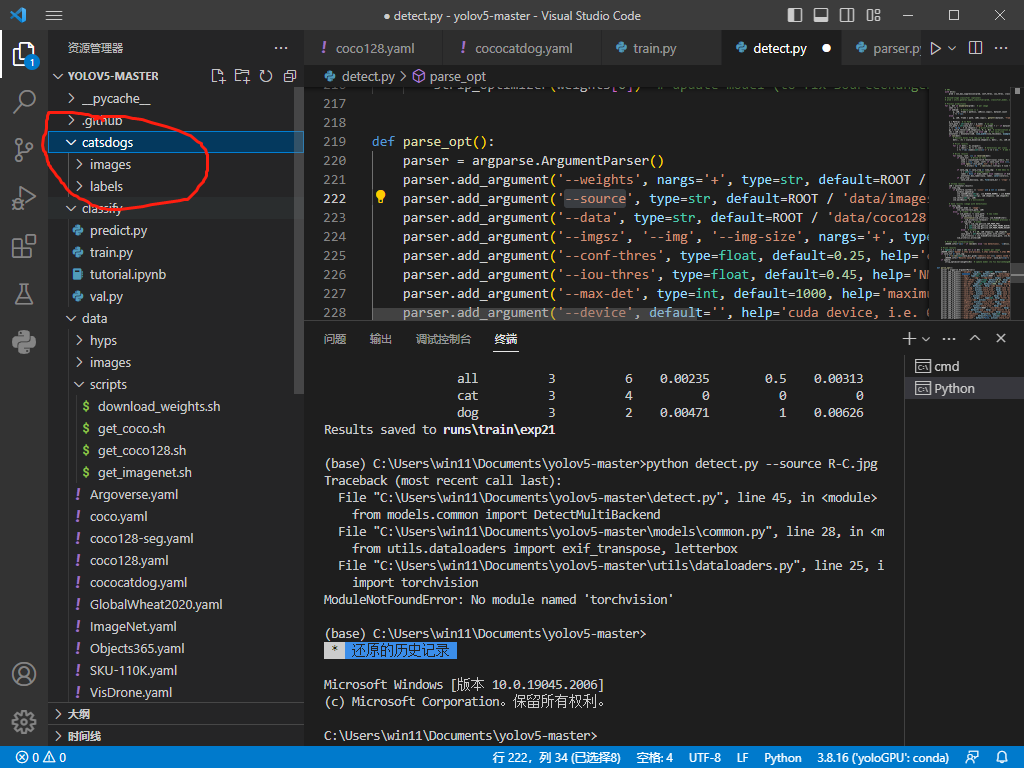 ● detect.py - yolov5-master - Visual Studio Code
资源管理器
1
YOLOV5-MASTER
__pycache__
.github
catsdogs
images
labels
classify
predict.py
train.py
tutorial.ipynb
val.py
data
hyps
images
scripts
$ download_weights.sh
$ get_coco.sh
$ get_coco128.sh
$ get_imagenet.sh
! Argoverse.yaml
! coco.yaml
! coco128-seg.yaml
! coco128.yaml
! cococatdog.yaml
! GlobalWheat2020.yaml
! ImageNet.yaml
! Objects365.yaml
! SKU-110K.yaml
! VisDrone.yaml
大纲
时间线
! coco128.yaml
! cococatdog.yaml
train.py
detect.py ●
parser.py
detect.py > parse_opt
217
218
219 def parse_opt():
220 parser = argparse.ArgumentParser()
221 parser.add_argument('--weights', nargs='+', type=str, default=ROOT /
222 parser.add_argument('--source', type=str, default=ROOT / 'data/images
223 parser.add_argument('--data', type=str, default=ROOT / 'data/coco128
224 parser.add_argument('--imgsz', '--img', '--img-size', nargs='+', typ
225 parser.add_argument('--conf-thres', type=float, default=0.25, help='
226 parser.add_argument('--iou-thres', type=float, default=0.45, help='N
227 parser.add_argument('--max-det', type=int, default=1000, help='maximu
228 parser.add_argument('--device', default='', help='cuda device, i.e.
问题 输出 调试控制台 终端
cmd
Python
all 3 6 0.00235 0.5 0.00313
cat 3 4 0 0 0
dog 3 2 0.00471 1 0.00626
Results saved to runs\train\exp21
(base) C:\Users\win11\Documents\yolov5-master>python detect.py --source R-C.jpg
Traceback (most recent call last):
File "C:\Users\win11\Documents\yolov5-master\detect.py", line 45, in <module>
from models.common import DetectMultiBackend
File "C:\Users\win11\Documents\yolov5-master\models\common.py", line 28, in <m
from utils.dataloaders import exif_transpose, letterbox
File "C:\Users\win11\Documents\yolov5-master\utils\dataloaders.py", line 25, i
import torchvision
ModuleNotFoundError: No module named 'torchvision'
(base) C:\Users\win11\Documents\yolov5-master>
* 还原的历史记录
Microsoft Windows [版本 10.0.19045.2006]
(c) Microsoft Corporation。保留所有权利。
C:\Users\win11\Documents\yolov5-master>
0 0 行 222，列 34 (已选择8) 空格: 4 UTF-8 LF Python 3.8.16 ('yoloGPU': conda)